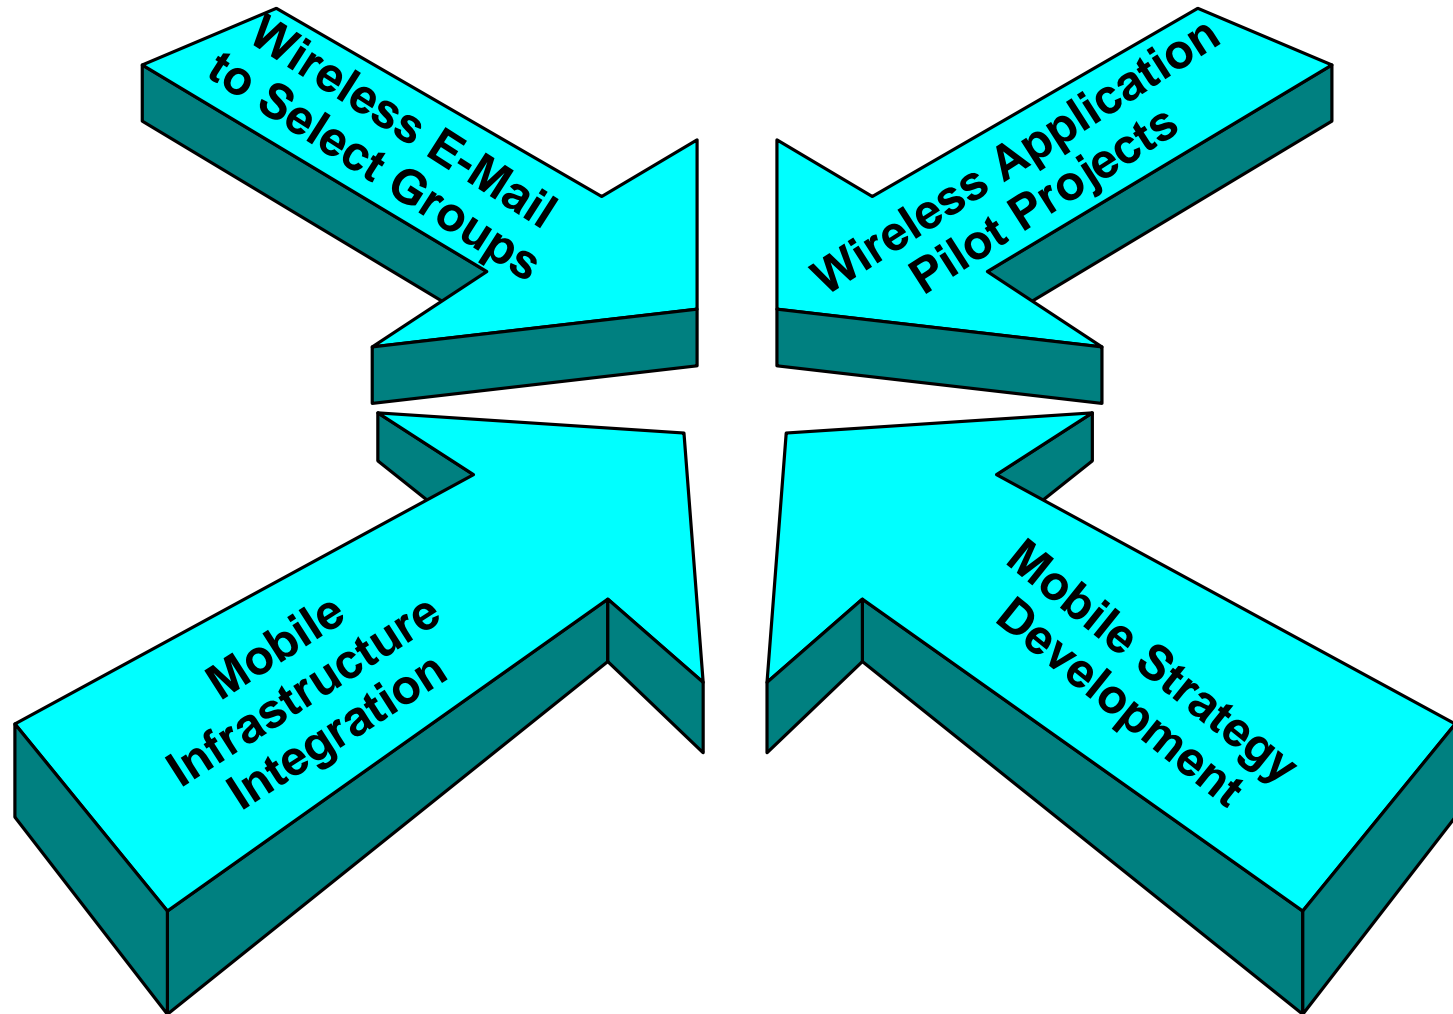 Wireless E-Mail
to Select Groups
Wireless Application
Pilot Projects
Mobile
Infrastructure
Integration
Mobile Strategy
Development